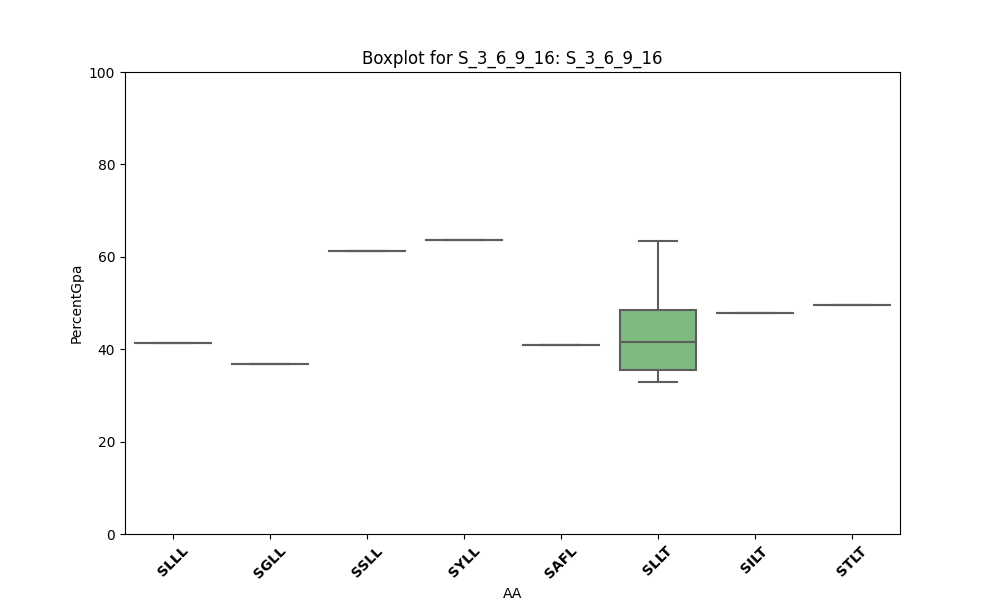 Boxplot for S_3_6_9_16: S_3_6_9_16
100
80
60
40
20
0
PercentGpa
SLLL
SGLL
SSLL
SYLL
SAFL
SLLT
SILT
STLT
AA